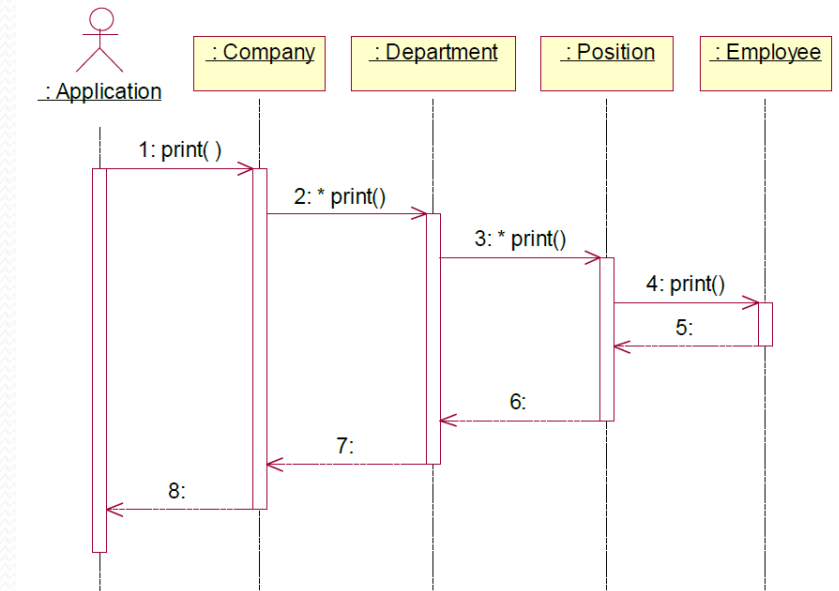 : Application
: Company
: Department
: Position
: Employee
1: print( )
2: * print()
3: * print()
4: print()
5:
6:
7:
8: